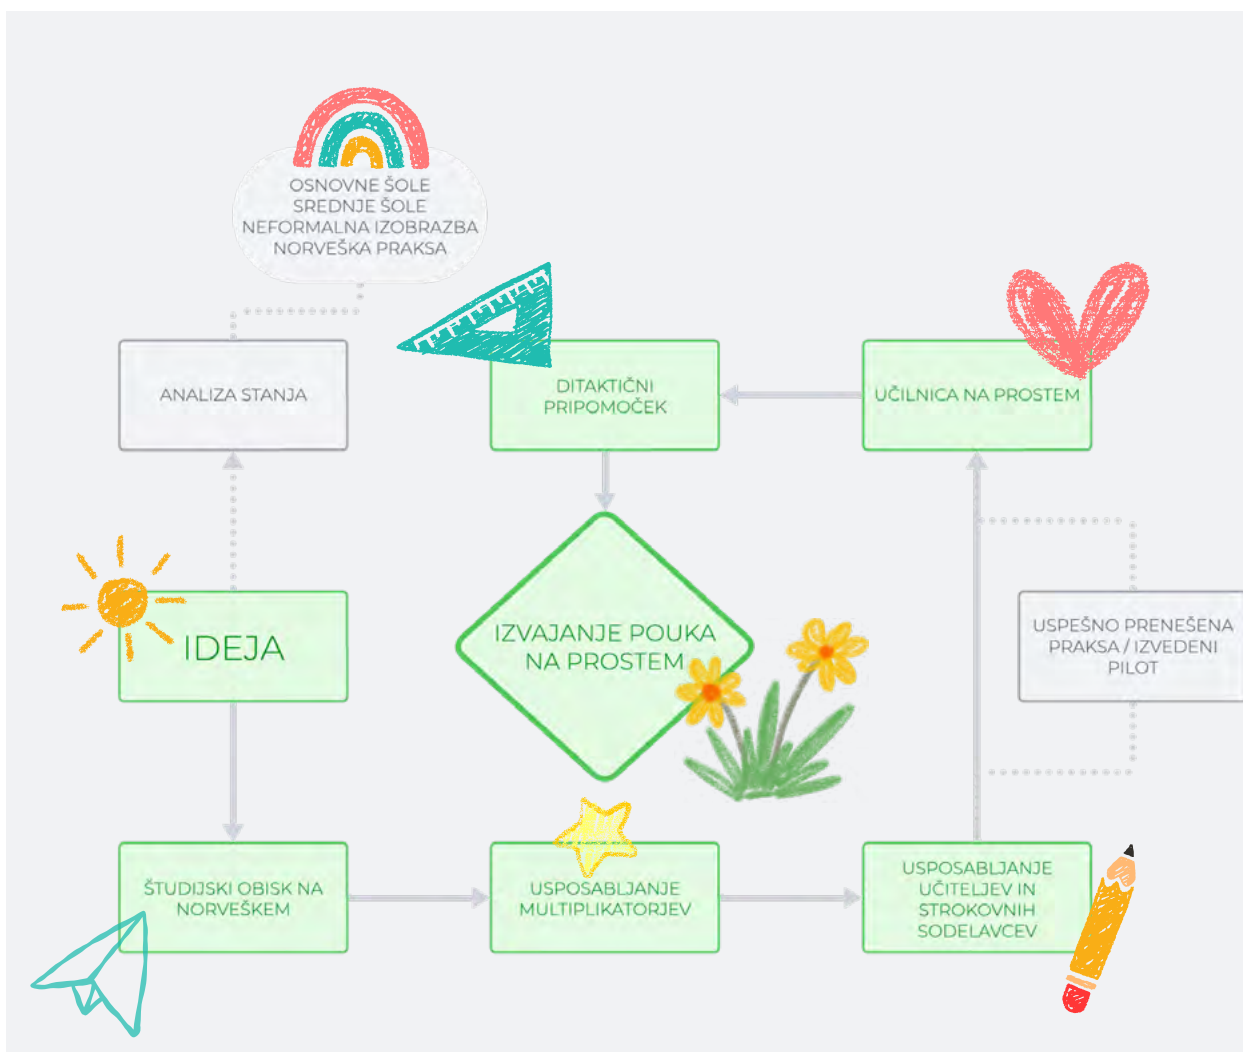 OSNOVNE ŠOLE
SREDNJE ŠOLE
NEFORMALNA IZOBRAZBA
NORVEŠKA PRAKSA
ANALIZA STANJA
DITAKTIČNI
PRIPOMOČEK
UČILNICA NA PROSTEM
IDEJA
IZVAJANJE POUKA
NA PROSTEM
USPEŠNO PRENEŠENA
PRAKSA / IZVEDENI
PILOT
ŠTUDIJSKI OBISK NA
NORVEŠKEM
USPOSABLJANJE
MULTIPLIKATORJEV
USPOSABLJANJE
UČITELJEV IN
STROKOVNIH
SODELAVCEV